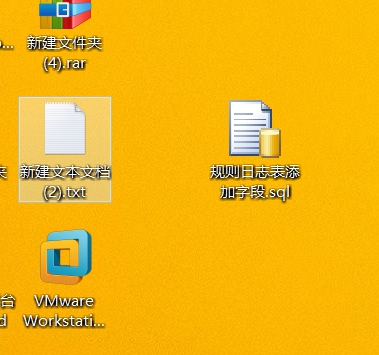 新建文件夹
(4).rar
新建文本文档
(2).txt
规则日志表添
加字段.sql
VMware
Workstati...
台
d